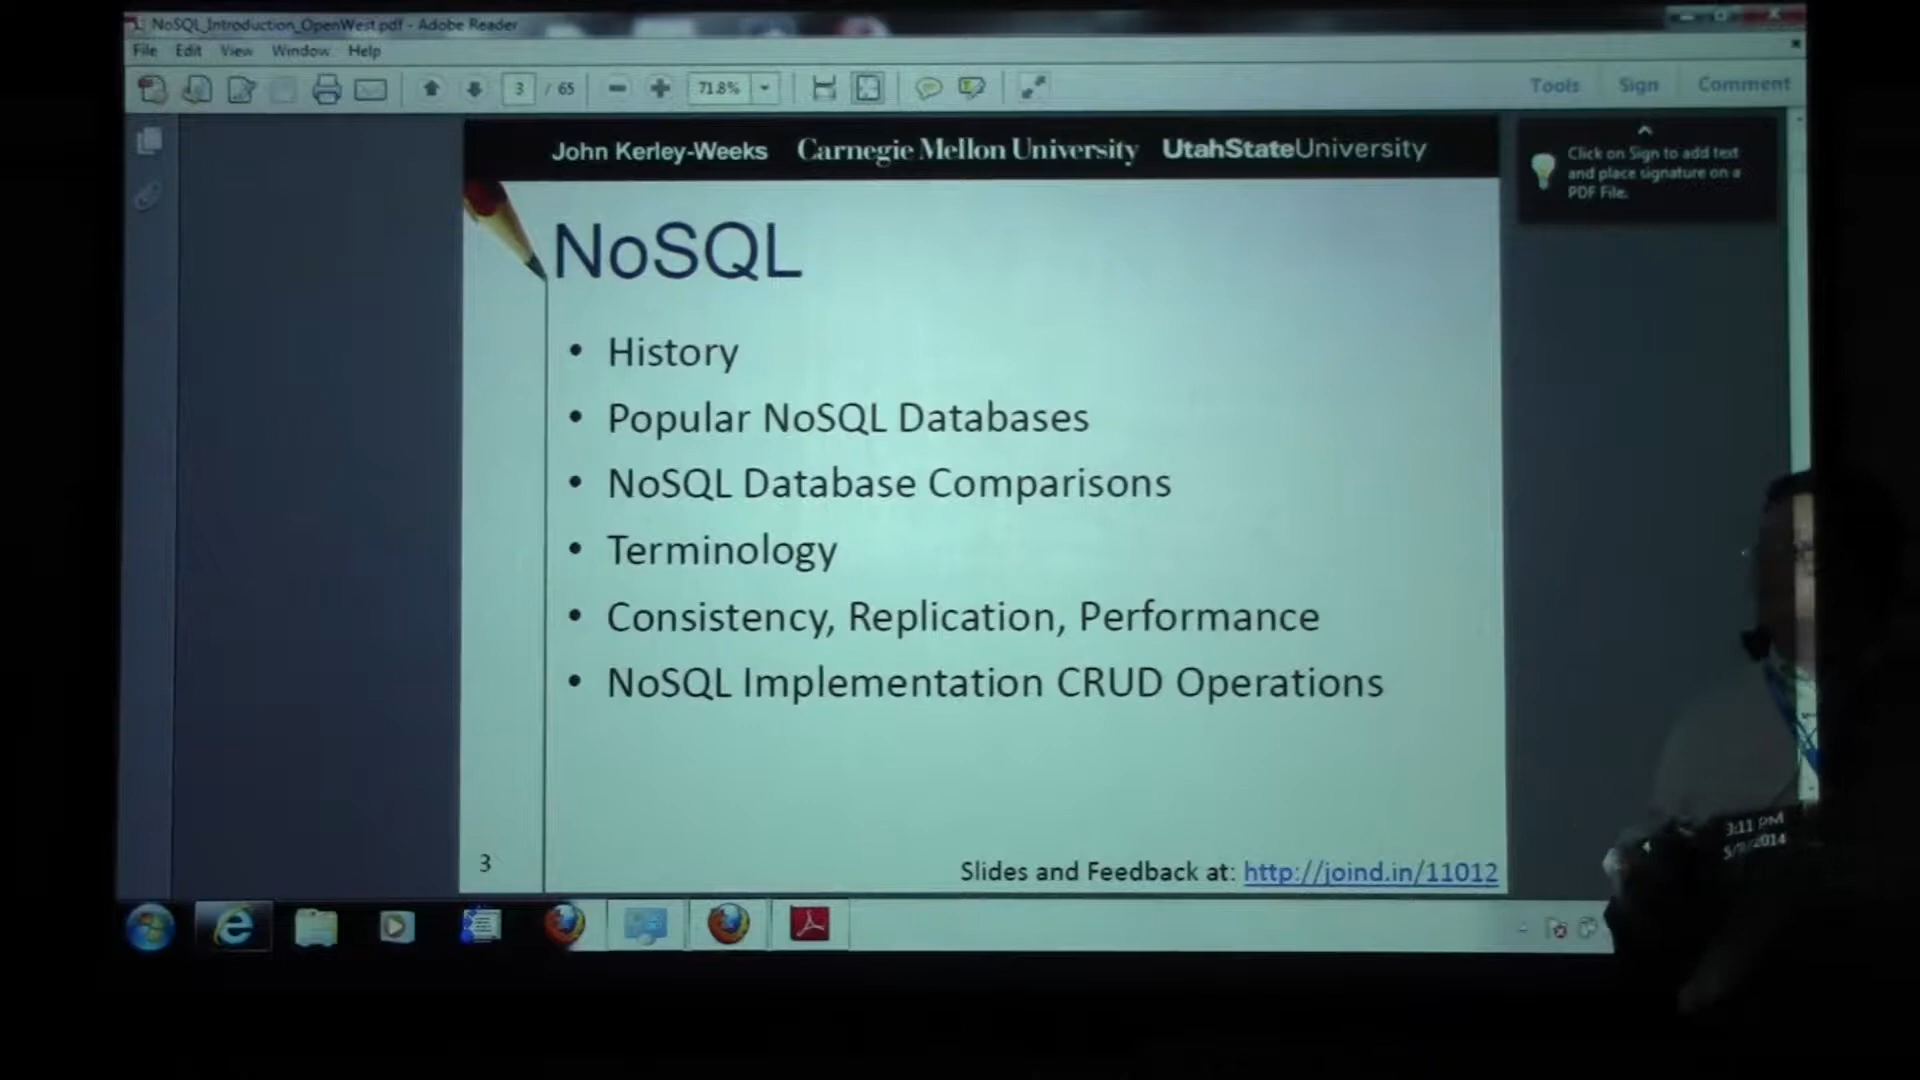 NoSQL_Introduction_OpenWest.pdf - Adobe Reader
File Edit View Window Help
3 / 65 71.8% Tools Sign Comment
John Kerley-Weeks Carnegie Mellon University UtahStateUniversity
Click on Sign to add text
and place signature on a
PDF File.
NoSQL
• History
• Popular NoSQL Databases
• NoSQL Database Comparisons
• Terminology
• Consistency, Replication, Performance
• NoSQL Implementation CRUD Operations
3
Slides and Feedback at: http://joind.in/11012
3:11 PM